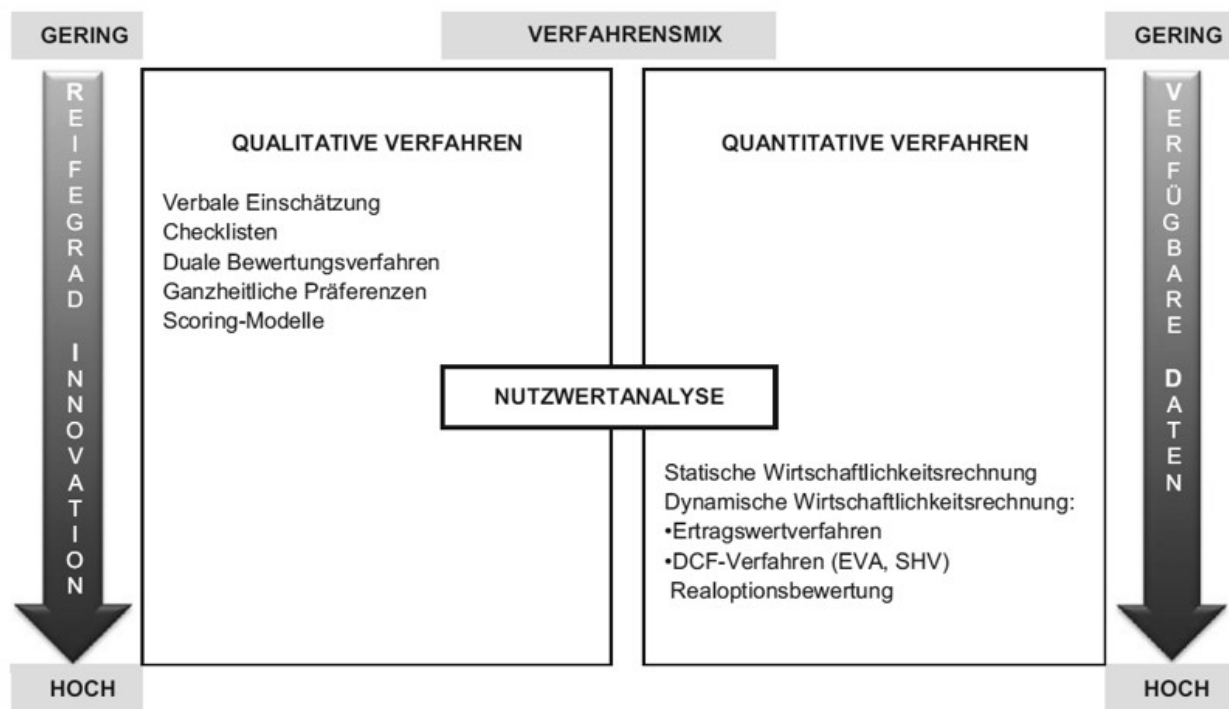 GERING
VERFAHRENSMIX
GERING
REIFEGRAD INNOVATION
QUALITATIVE VERFAHREN
Verbale Einschätzung
Checklisten
Duale Bewertungsverfahren
Ganzheitliche Präferenzen
Scoring-Modelle
NUTZWERTANALYSE
QUANTITATIVE VERFAHREN
Statische Wirtschaftlichkeitsrechnung
Dynamische Wirtschaftlichkeitsrechnung:
•Ertragswertverfahren
•DCF-Verfahren (EVA, SHV)
Realoptionsbewertung
VERFÜGBARE DATEN
HOCH
HOCH